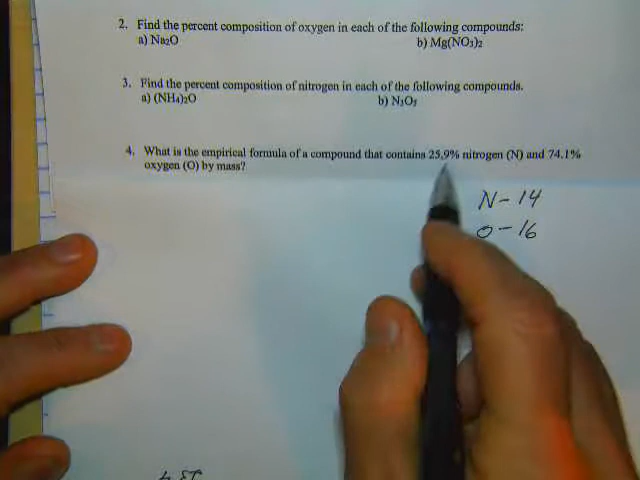 2. Find the percent composition of oxygen in each of the following compounds:
a) Na₂O b) Mg(NO₃)₂
3. Find the percent composition of nitrogen in each of the following compounds.
a) (NH₄)₂O b) N₃O₅
4. What is the empirical formula of a compound that contains 25.9% nitrogen (N) and 74.1%
oxygen (O) by mass?
N - 14
O - 16